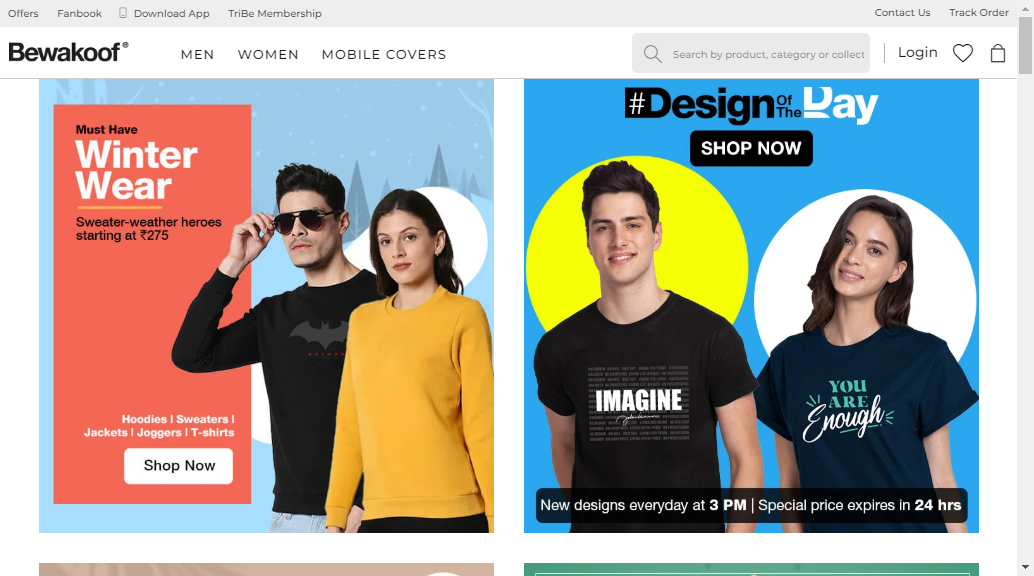 Offers Fanbook Download App TriBe Membership Contact Us Track Order
Bewakoof® MEN WOMEN MOBILE COVERS Search by product, category or collect Login
Must Have
Winter
Wear
Sweater-weather heroes
starting at ₹275
Hoodies | Sweaters |
Jackets | Joggers | T-shirts
Shop Now
#Design Of The Day
SHOP NOW
IMAGINE
YOU
ARE
Enough
New designs everyday at 3 PM | Special price expires in 24 hrs